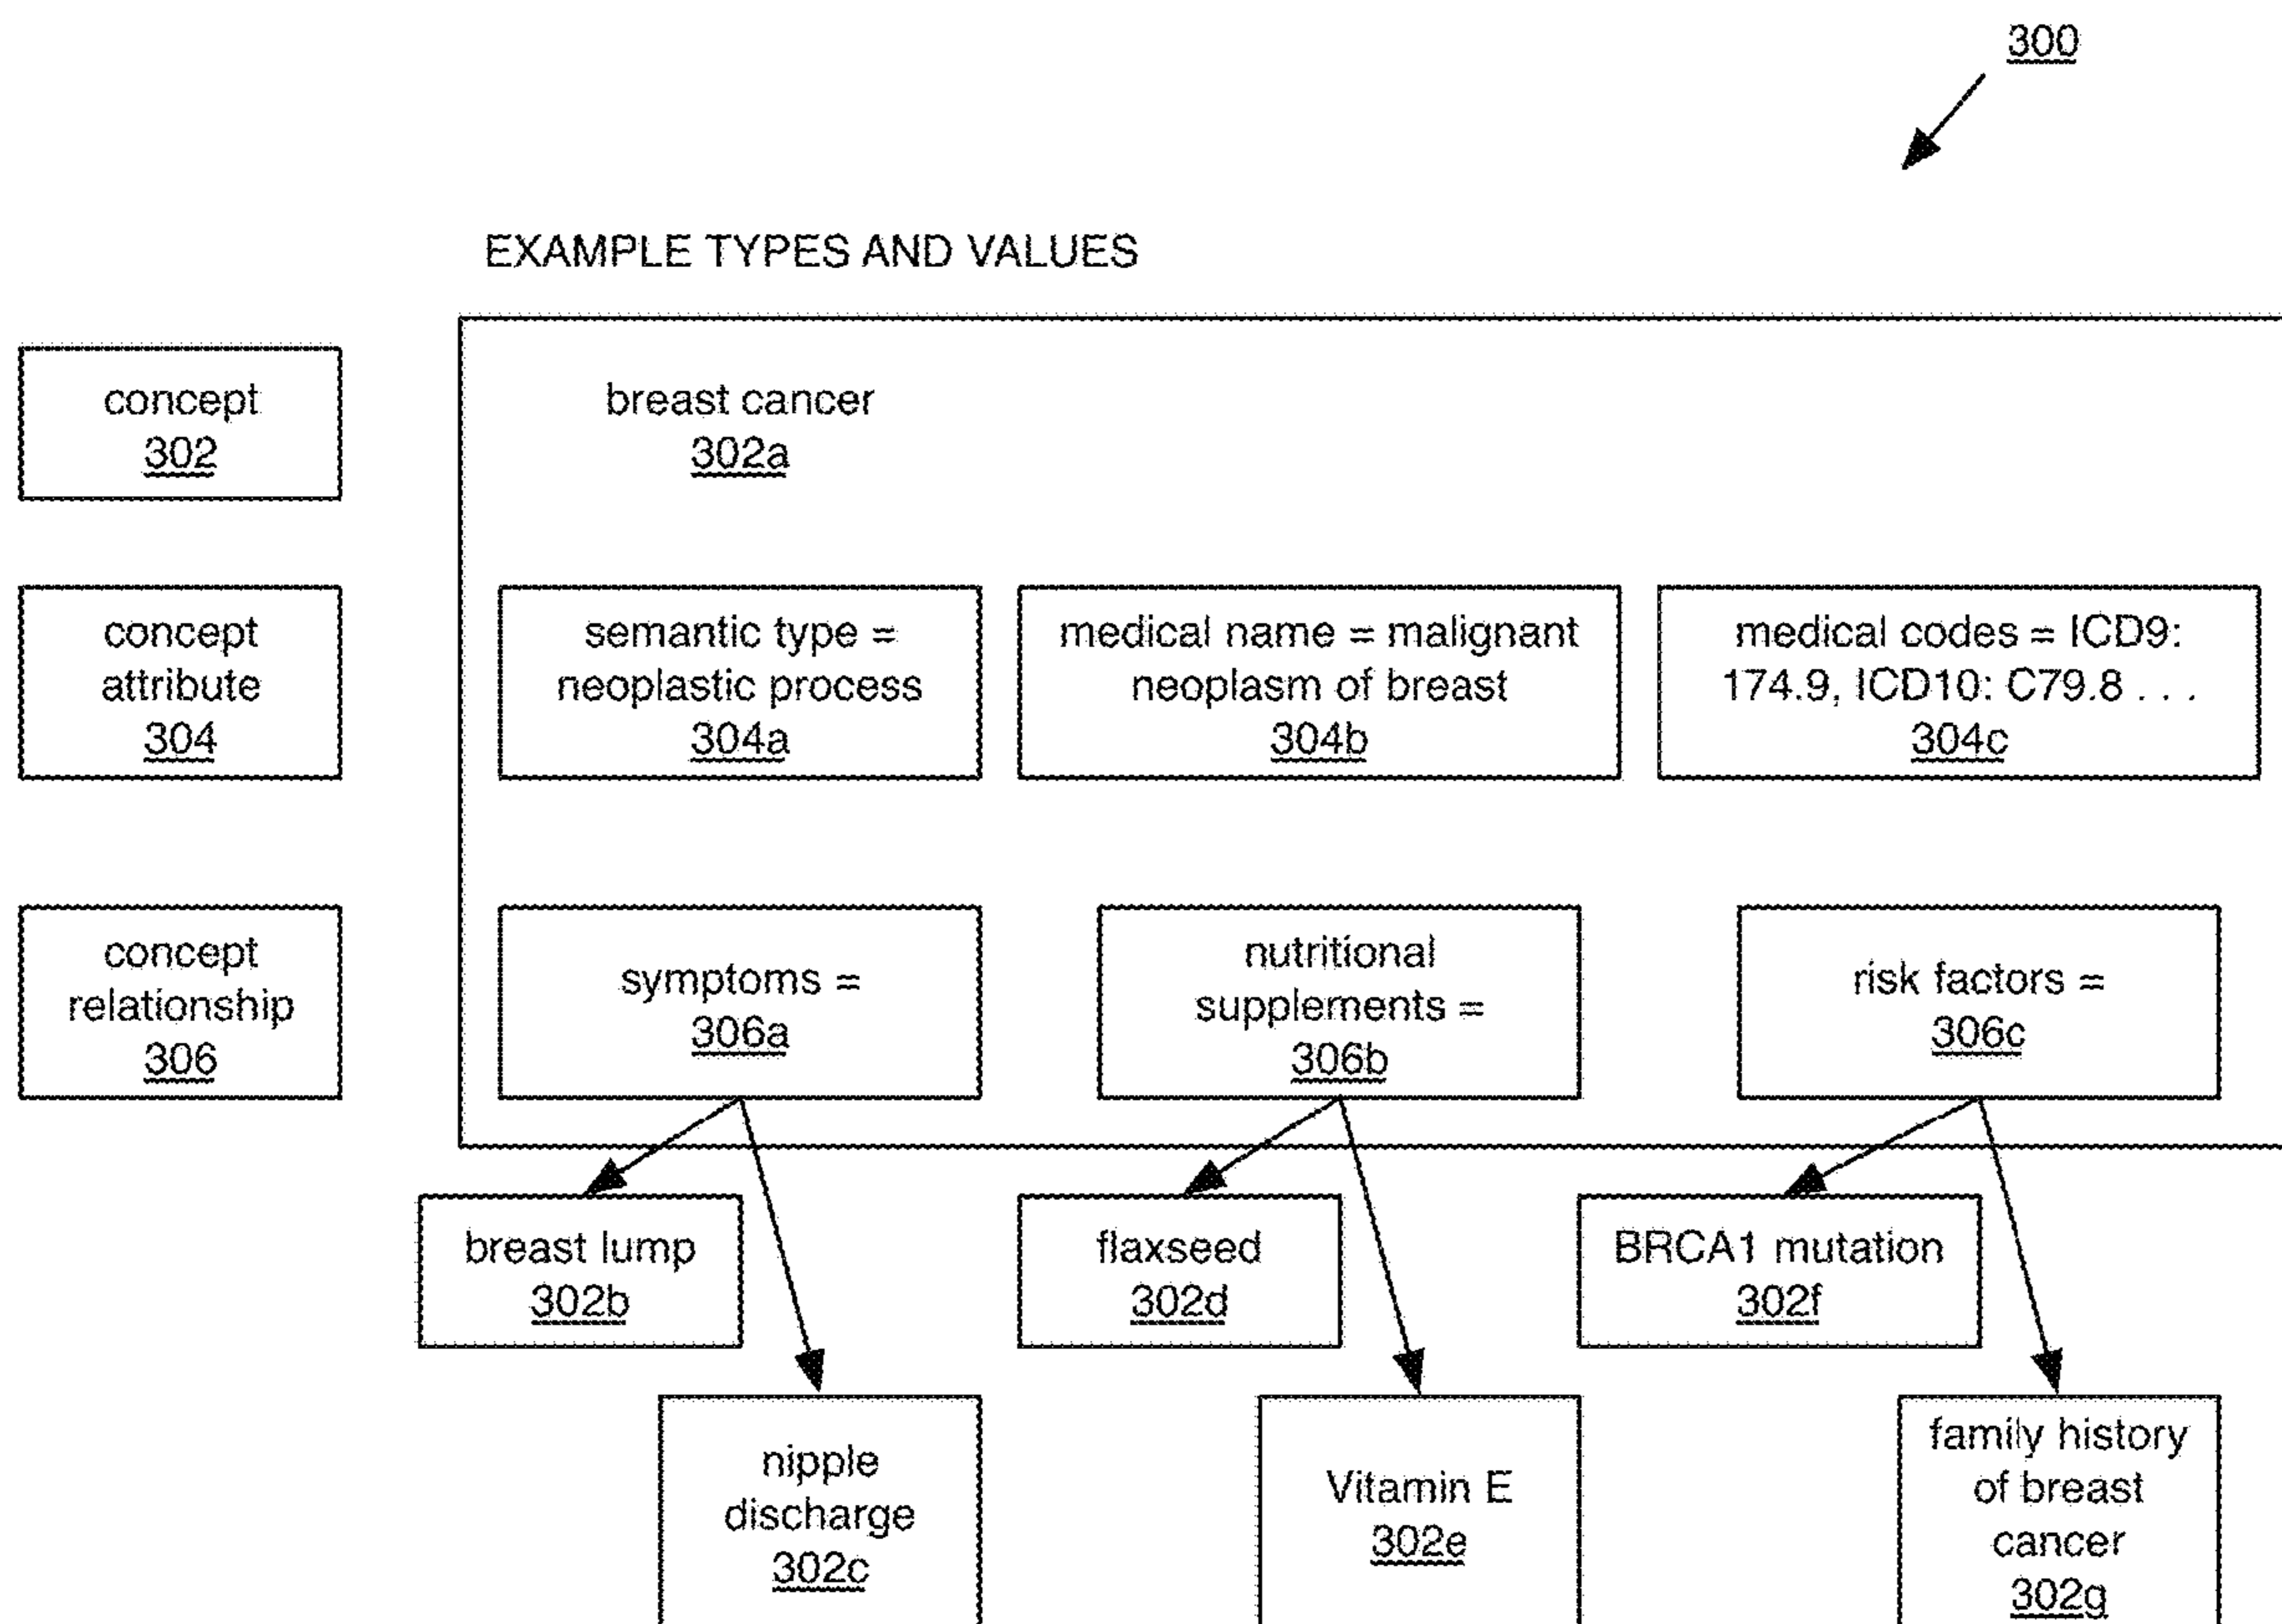 300
EXAMPLE TYPES AND VALUES
concept
302
breast cancer
302a
concept
attribute
304
semantic type =
neoplastic process
304a
medical name = malignant
neoplasm of breast
304b
medical codes = ICD9:
174.9, ICD10: C79.8 . . .
304c
concept
relationship
306
symptoms =
306a
nutritional
supplements =
306b
risk factors =
306c
breast lump
302b
flaxseed
302d
BRCA1 mutation
302f
nipple
discharge
302c
Vitamin E
302e
family history
of breast
cancer
302g